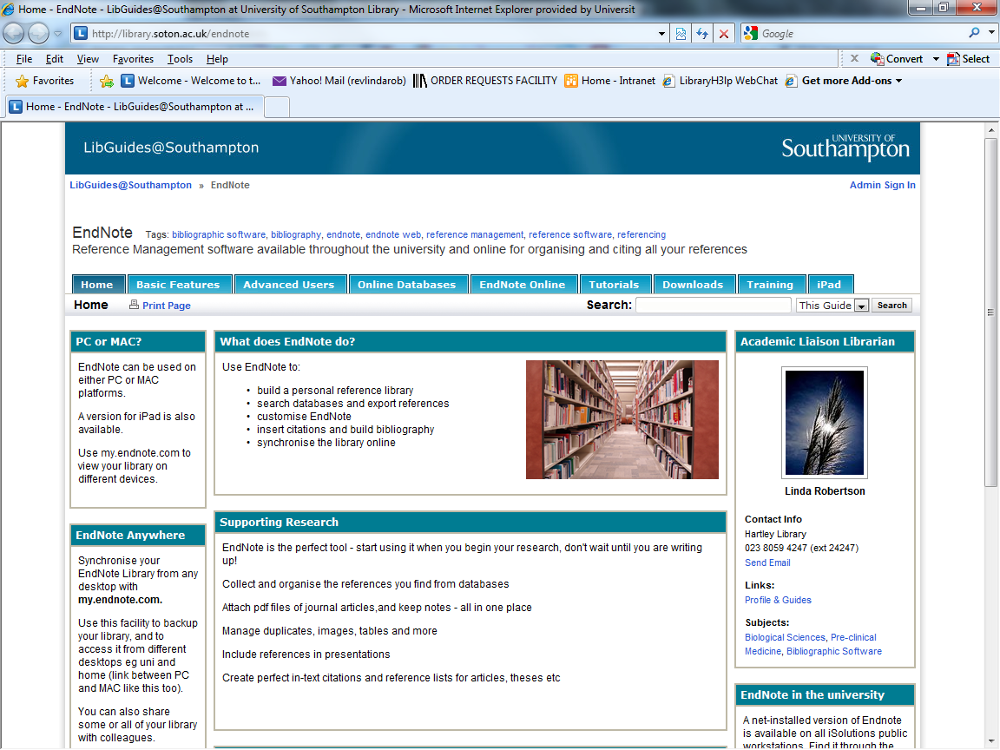 Home - EndNote - LibGuides@Southampton at University of Southampton Library - Microsoft Internet Explorer provided by Universit
http://library.soton.ac.uk/endnote
Google
File Edit View Favorites Tools Help
Convert Select
Favorites
Welcome - Welcome to t...
Yahoo! Mail (revlindarob)
ORDER REQUESTS FACILITY
Home - Intranet
LibraryH3lp WebChat
Get more Add-ons
Home - EndNote - LibGuides@Southampton at ...
LibGuides@Southampton
UNIVERSITY OF
Southampton
LibGuides@Southampton » EndNote
Admin Sign In
EndNote Tags: bibliographic software, bibliography, endnote, endnote web, reference management, reference software, referencing
Reference Management software available throughout the university and online for organising and citing all your references
Home Basic Features Advanced Users Online Databases EndNote Online Tutorials Downloads Training iPad
Home Print Page Search: This Guide Search
PC or MAC?
EndNote can be used on
either PC or MAC
platforms.
A version for iPad is also
available.
Use my.endnote.com to
view your library on
different devices.
EndNote Anywhere
Synchronise your
EndNote Library from any
desktop with
my.endnote.com.
Use this facility to backup
your library, and to
access it from different
desktops eg uni and
home (link between PC
and MAC like this too).
You can also share
some or all of your library
with colleagues.
What does EndNote do?
Use EndNote to:
• build a personal reference library
• search databases and export references
• customise EndNote
• insert citations and build bibliography
• synchronise the library online
Supporting Research
EndNote is the perfect tool - start using it when you begin your research, don't wait until you are writing
up!
Collect and organise the references you find from databases
Attach pdf files of journal articles,and keep notes - all in one place
Manage duplicates, images, tables and more
Include references in presentations
Create perfect in-text citations and reference lists for articles, theses etc
Academic Liaison Librarian
Linda Robertson
Contact Info
Hartley Library
023 8059 4247 (ext 24247)
Send Email
Links:
Profile & Guides
Subjects:
Biological Sciences, Pre-clinical
Medicine, Bibliographic Software
EndNote in the university
A net-installed version of Endnote
is available on all iSolutions public
workstations. Find it through the